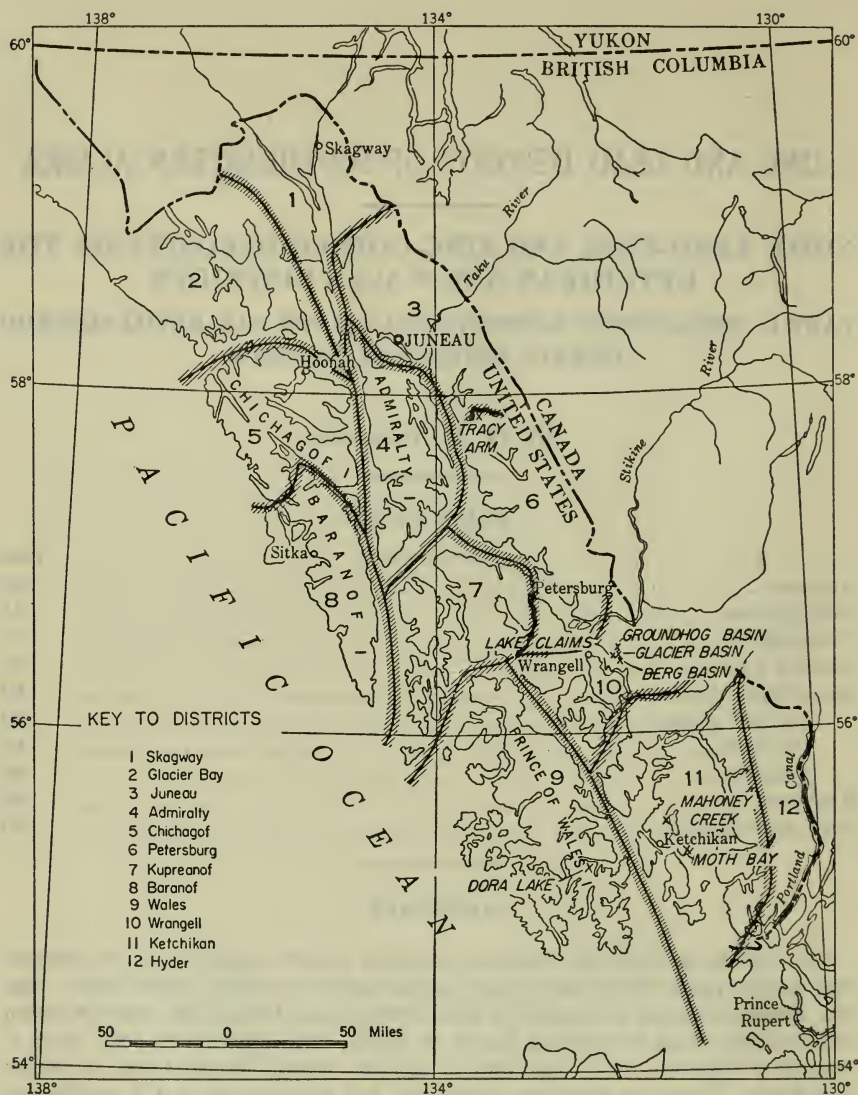 138° 134° 130°
60° 60°
YUKON
BRITISH COLUMBIA
Skagway
1
River
Taku
2
3
JUNEAU
Hoonah
58° 58°
CANADA
UNITED STATES
River
Stikine
CHICHAGOF I
ADMIRALTY I
TRACY
ARM
5
4
6
PACIFIC OCEAN
BARANOF I
Sitka
8
7
Petersburg
LAKE CLAIMS
GROUNDHOG BASIN
GLACIER BASIN
Wrangell
BERG BASIN
10
56° 56°
PRINCE OF WALES I
9
11
12
Canal
Portland
MAHONEY
CREEK
Ketchikan
MOTH BAY
DORA LAKE
KEY TO DISTRICTS
1 Skagway
2 Glacier Bay
3 Juneau
4 Admiralty
5 Chichagof
6 Petersburg
7 Kupreanof
8 Baranof
9 Wales
10 Wrangell
11 Ketchikan
12 Hyder
Prince
Rupert
50 0 50 Miles
54° 54°
138° 134° 130°